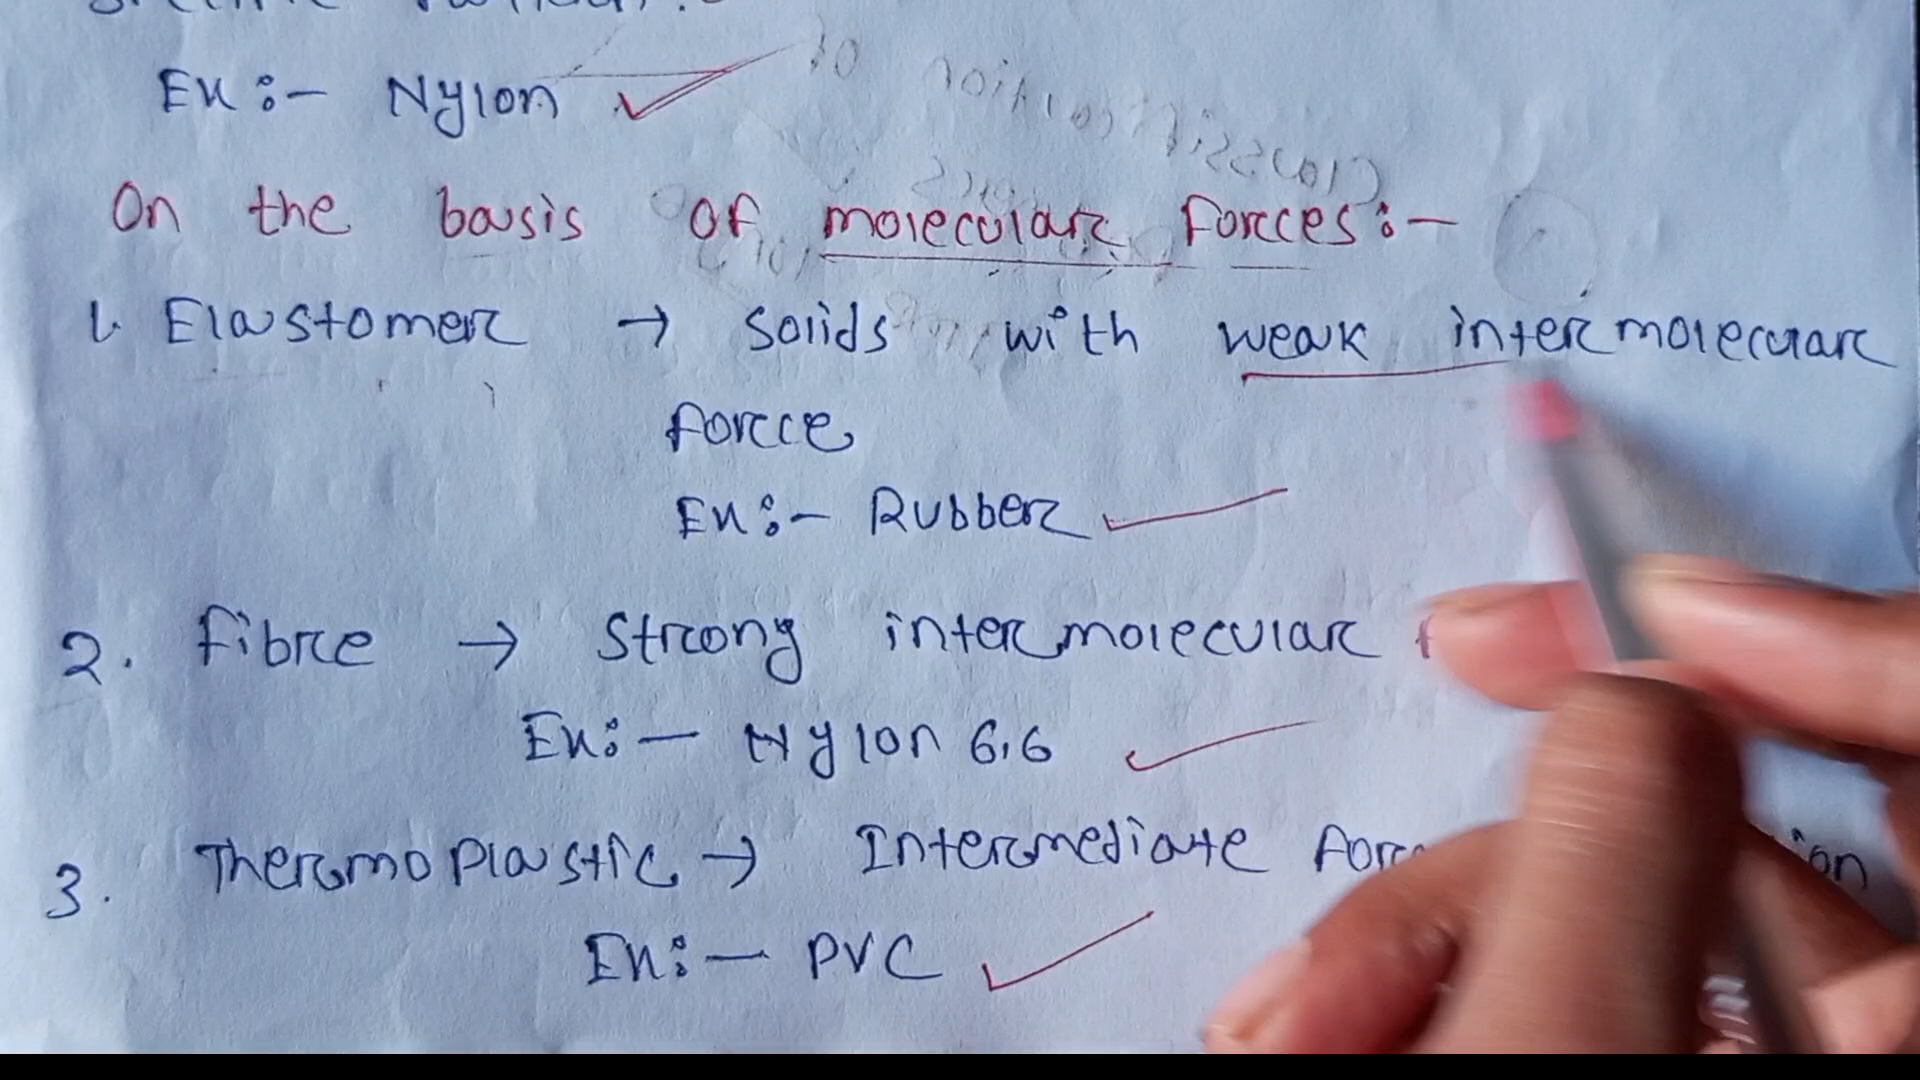 Ex :- Nylon
On the basis of molecular Forces :-
1. Elastomer → Solids with weak intermolecular
force
Ex :- Rubber
2. Fibre → Strong intermolecular
Ex :- Nylon 6,6
3. Thermoplastic → Intermediate
Ex :- PVC